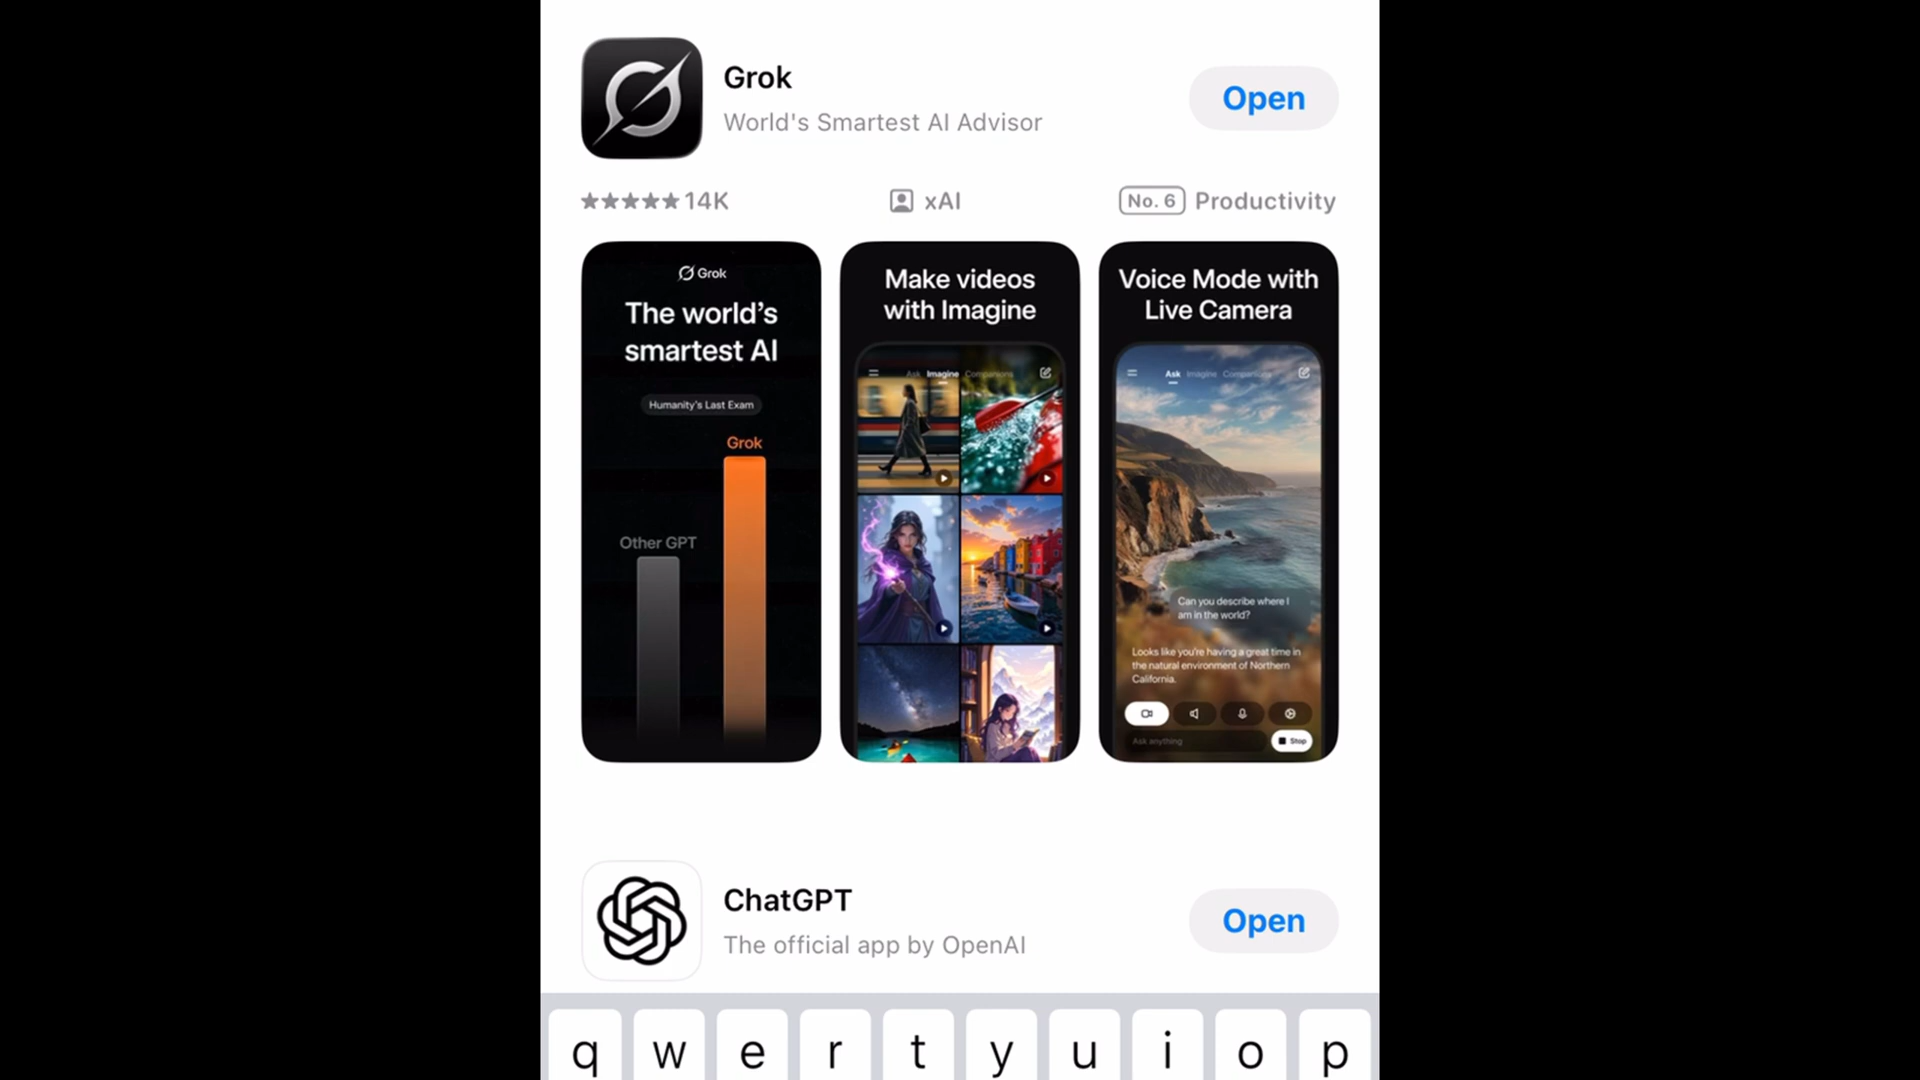 Grok
World's Smartest AI Advisor
Open
14K
xAI
No. 6 Productivity
Grok
The world's
smartest AI
Humanity's Last Exam
Grok
Other GPT
Make videos
with Imagine
Ask Imagine Companions
Voice Mode with
Live Camera
Ask Imagine Companions
Can you describe where I
am in the world?
Looks like you're having a great time in
the natural environment of Northern
California.
Ask anything
Stop
ChatGPT
The official app by OpenAI
Open
q w e r t y u i o p